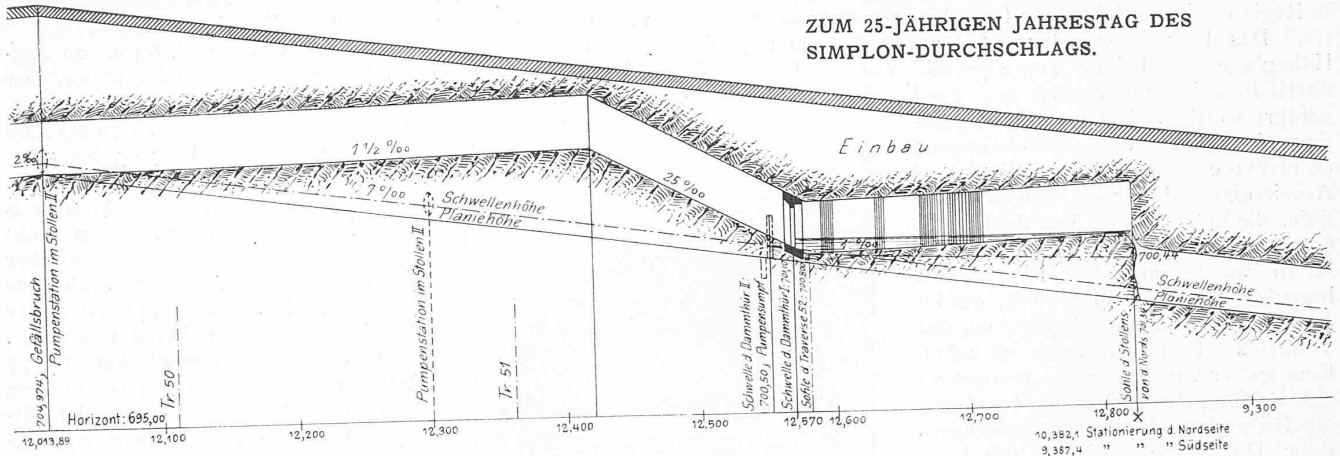 ZUM 25-JÄHRIGEN JAHRESTAG DES
SIMPLON-DURCHSCHLAGS.
Einbau
2‰
1 1/2 ‰
7 ‰
25 ‰
1 ‰
Schwellenhöhe
Planiehöhe
700,44
Schwellenhöhe
Planiehöhe
704,974, Gefällsbruch
Pumpenstation im Stollen II
Tr. 50
Pumpenstation im Stollen II
Tr. 51
Schwelle d. Dammthür II:
700,50, Pumpensumpf
Schwelle d. Dammthür I:
Sohle d. Traverse 52: 700,800
Sohle d. Stollens
von d. Nords.
Horizont: 695,00
12,013,89
12,100
12,200
12,300
12,400
12,500
12,570
12,600
12,700
12,800
9,300
10,382,1 Stationierung d. Nordseite
9,387,4 " " " Südseite